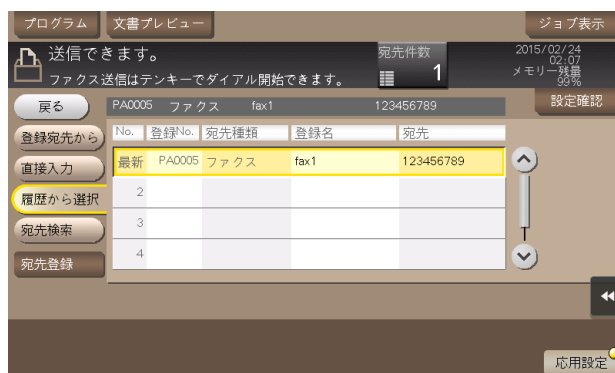 プログラム 文書プレビュー ジョブ表示
送信できます。
ファクス送信はテンキーでダイアル開始できます。
宛先件数
1
2015/02/24
02:07
メモリー残量
99%
戻る PA0005 ファクス fax1 123456789 設定確認
登録宛先から No. 登録No. 宛先種類 登録名 宛先
直接入力 最新 PA0005 ファクス fax1 123456789
履歴から選択 2
宛先検索 3
宛先登録 4
応用設定